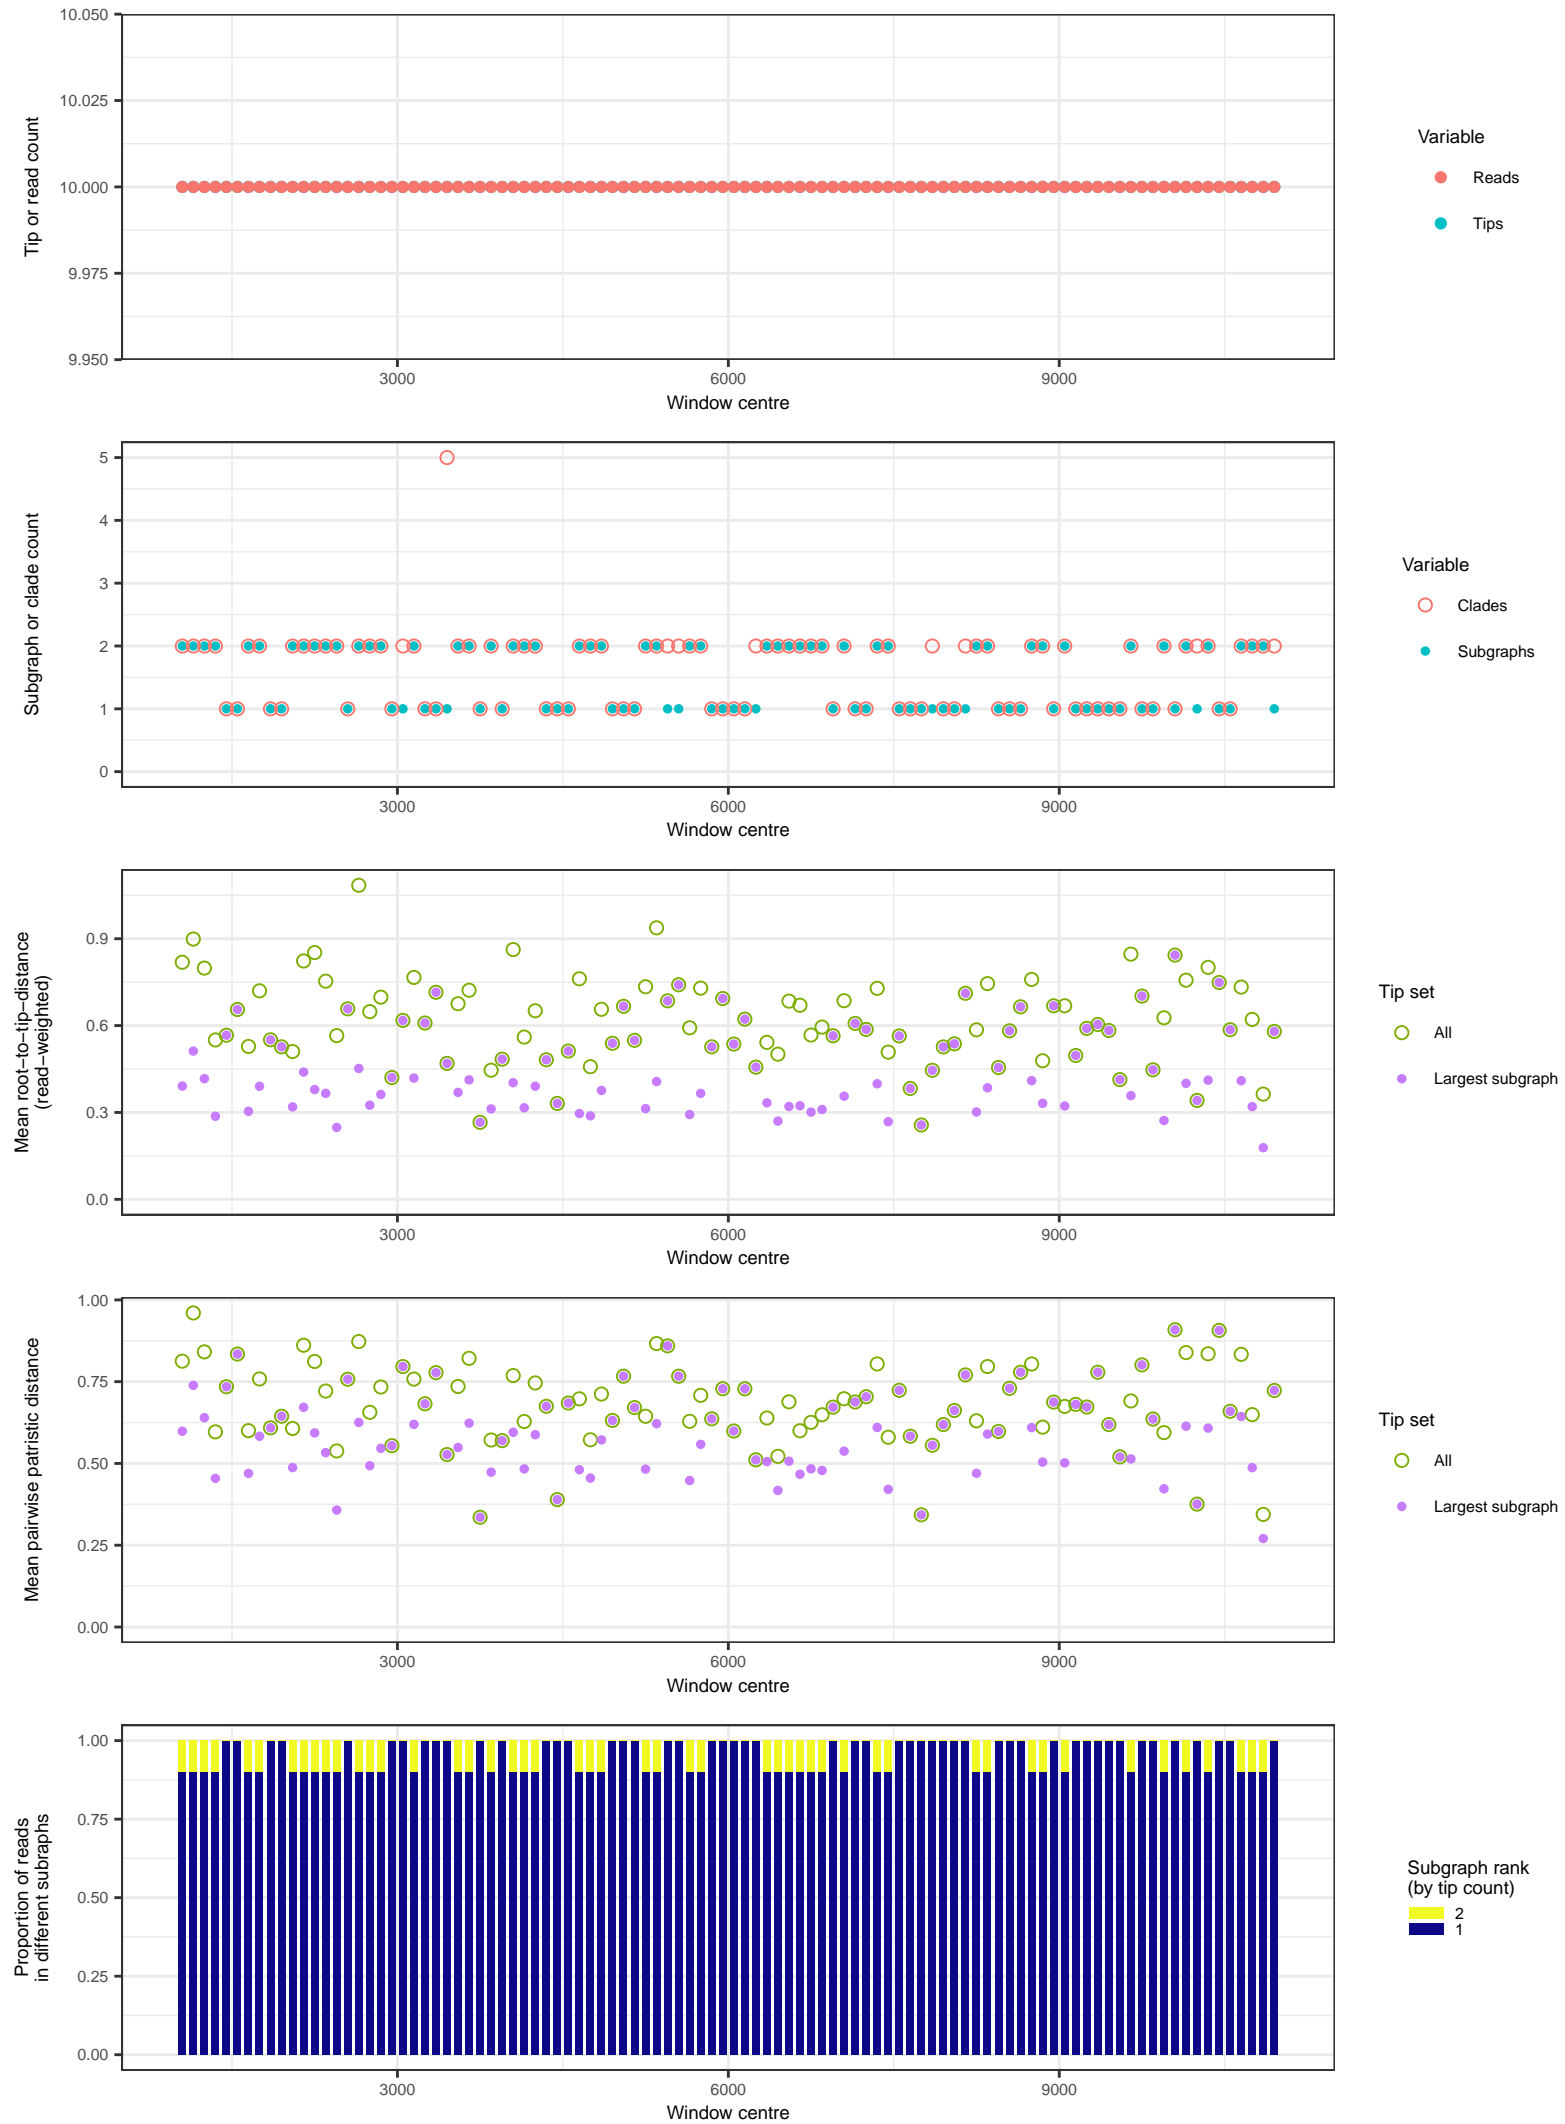 10.050
10.025
10.000
9.975
9.950
Tip or read count
3000
6000
9000
Window centre
Variable
Reads
Tips
5
4
3
2
1
0
Subgraph or clade count
3000
6000
9000
Window centre
Variable
Clades
Subgraphs
0.9
0.6
0.3
0.0
Mean root−to−tip−distance
(read−weighted)
3000
6000
9000
Window centre
Tip set
All
Largest subgraph
1.00
0.75
0.50
0.25
0.00
Mean pairwise patristic distance
3000
6000
9000
Window centre
Tip set
All
Largest subgraph
1.00
0.75
0.50
0.25
0.00
Proportion of reads
in different subraphs
3000
6000
9000
Window centre
Subgraph rank
(by tip count)
2
1